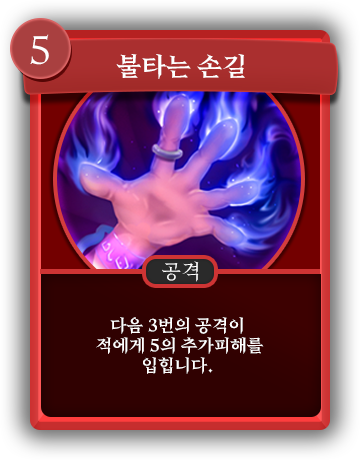 5
불타는 손길
공격
다음 3번의 공격이
적에게 5의 추가피해를
입힙니다.